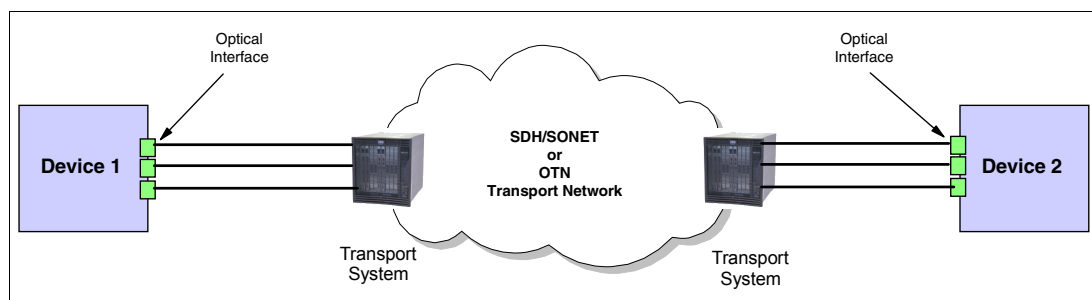 Optical
Interface
Optical
Interface
Device 1
SDH/SONET
or
OTN
Transport Network
Device 2
Transport
System
Transport
System